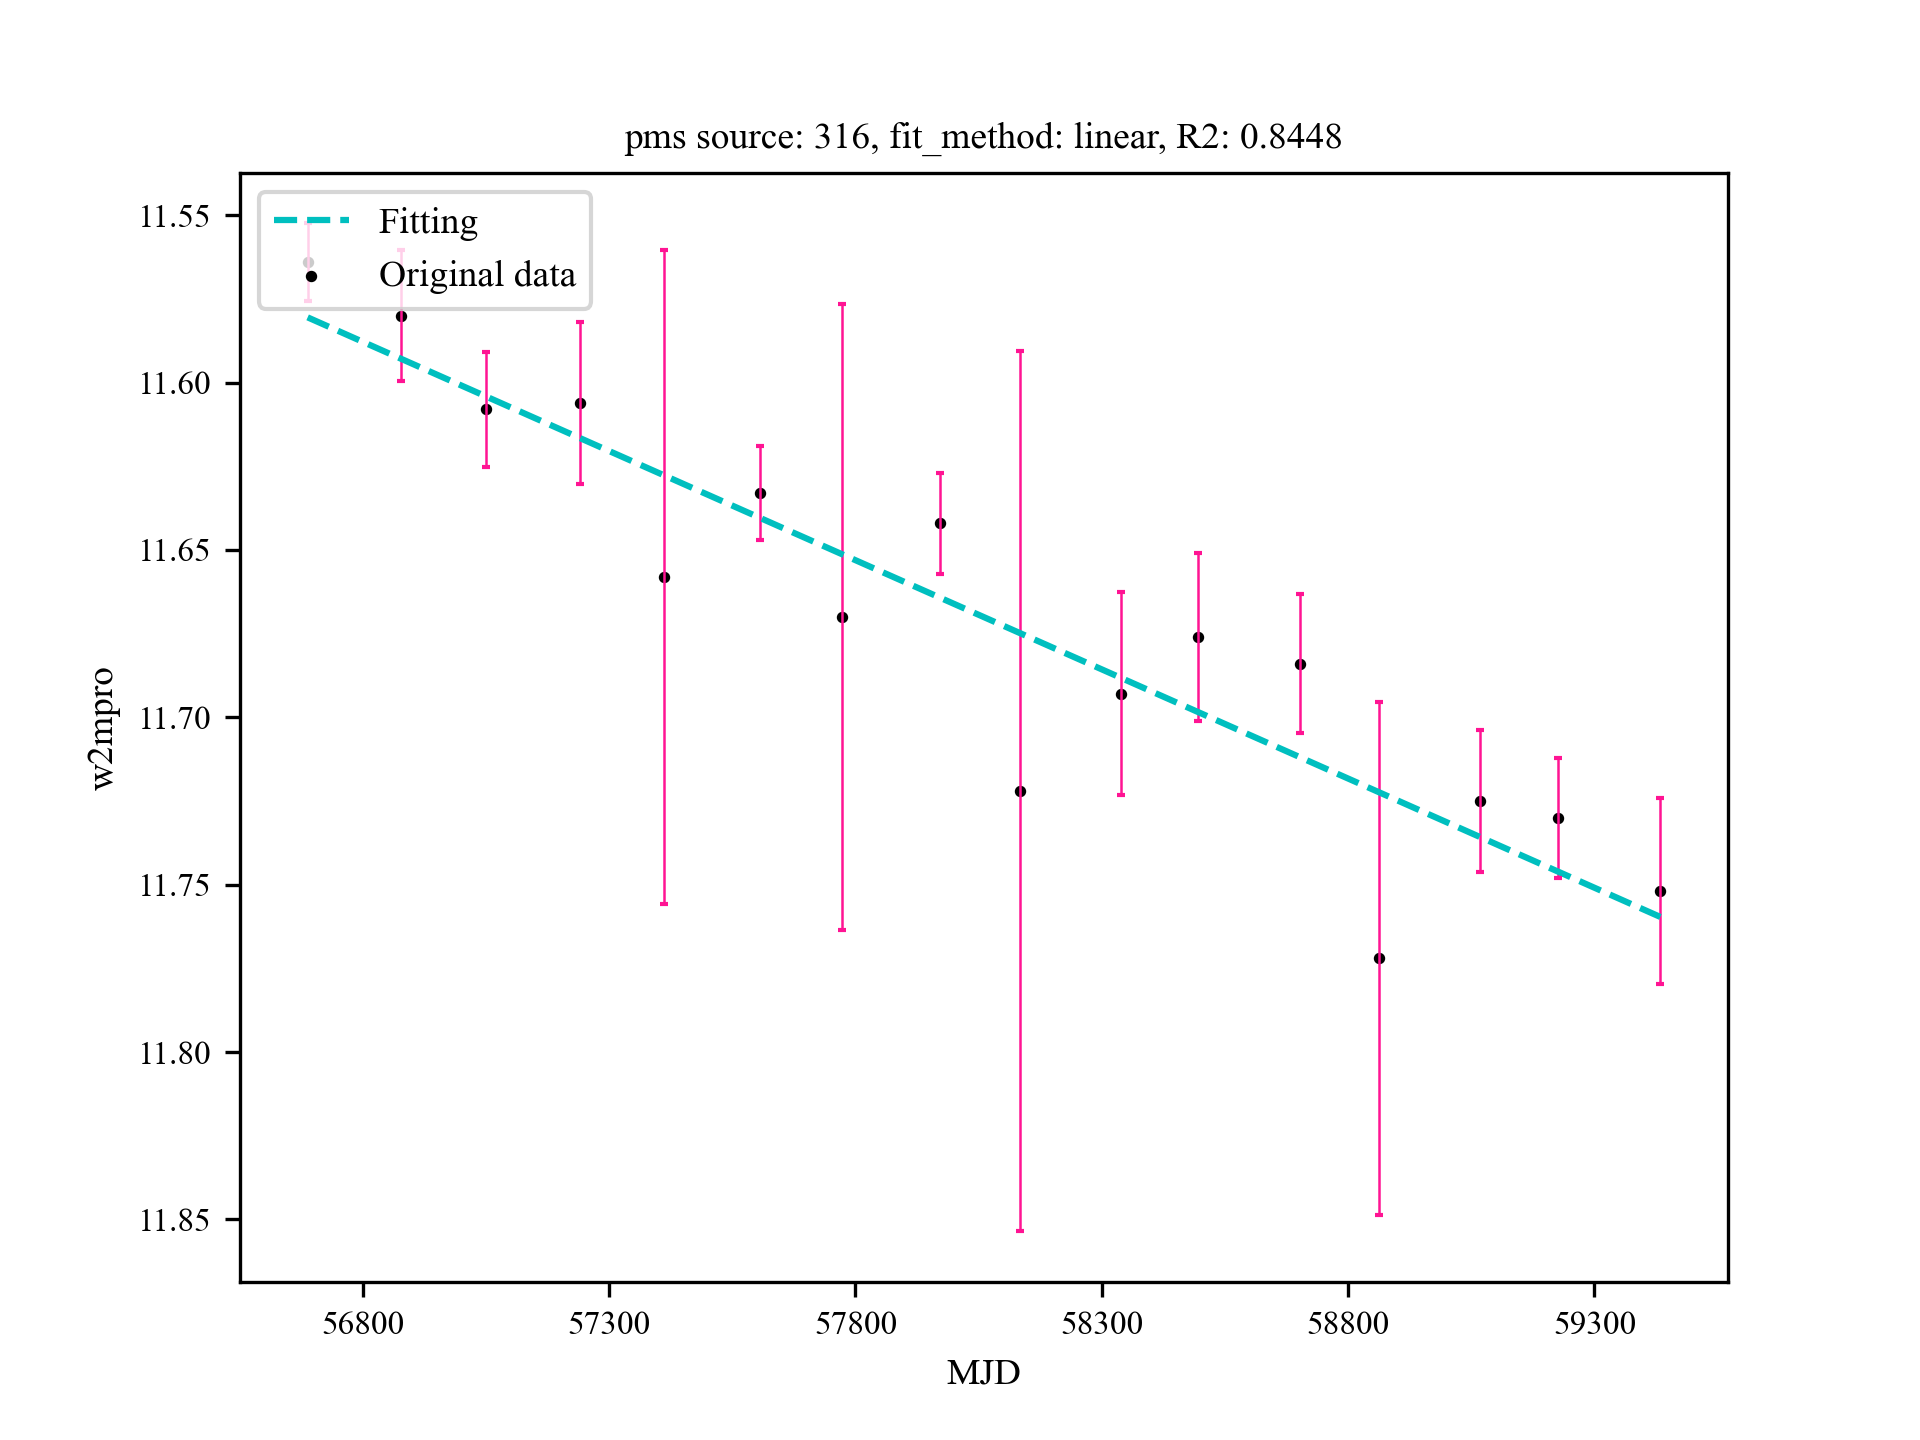 pms source: 316, fit_method: linear, R2: 0.8448
Fitting
Original data
11.55
11.60
11.65
11.70
11.75
11.80
11.85
w2mpro
56800 57300 57800 58300 58800 59300
MJD